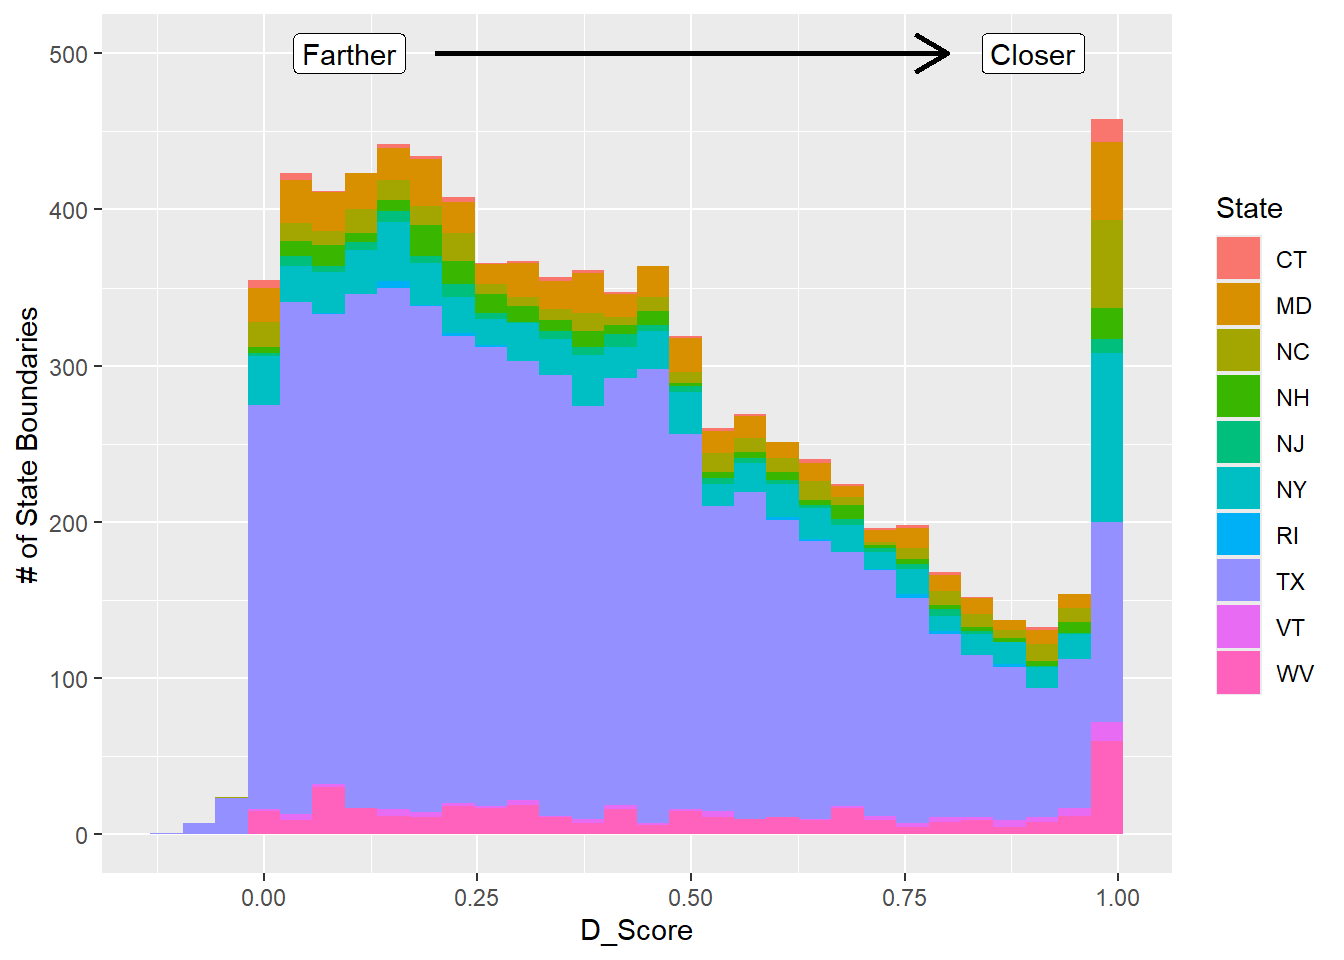 Farther
Closer
500
400
300
200
100
0
# of State Boundaries
0.00
0.25
0.50
0.75
1.00
D_Score
State
CT
MD
NC
NH
NJ
NY
RI
TX
VT
WV